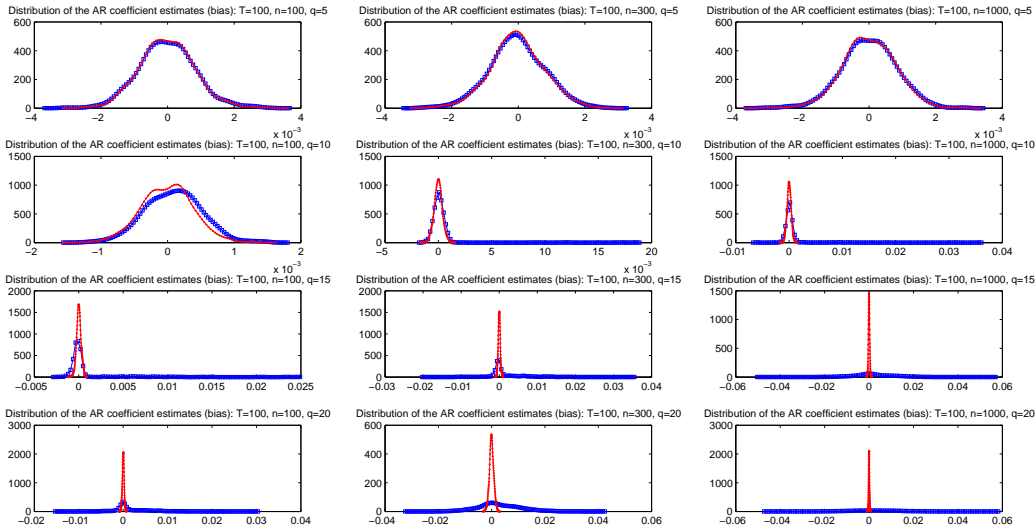 Distribution of the AR coefficient estimates (bias): T=100, n=100, q=5
600
400
200
0
−4 −2 0 2 4
x 10⁻³
Distribution of the AR coefficient estimates (bias): T=100, n=300, q=5
600
400
200
0
−4 −2 0 2 4
x 10⁻³
Distribution of the AR coefficient estimates (bias): T=100, n=1000, q=5
600
400
200
0
−4 −2 0 2 4
x 10⁻³
Distribution of the AR coefficient estimates (bias): T=100, n=100, q=10
1500
1000
500
0
−2 −1 0 1 2
x 10⁻³
Distribution of the AR coefficient estimates (bias): T=100, n=300, q=10
1500
1000
500
0
−5 0 5 10 15 20
x 10⁻³
Distribution of the AR coefficient estimates (bias): T=100, n=1000, q=10
1500
1000
500
0
−0.01 0 0.01 0.02 0.03 0.04
Distribution of the AR coefficient estimates (bias): T=100, n=100, q=15
2000
1500
1000
500
0
−0.005 0 0.005 0.01 0.015 0.02 0.025
Distribution of the AR coefficient estimates (bias): T=100, n=300, q=15
2000
1500
1000
500
0
−0.03 −0.02 −0.01 0 0.01 0.02 0.03 0.04
Distribution of the AR coefficient estimates (bias): T=100, n=1000, q=15
1500
1000
500
0
−0.06 −0.04 −0.02 0 0.02 0.04 0.06
Distribution of the AR coefficient estimates (bias): T=100, n=100, q=20
3000
2000
1000
0
−0.02 −0.01 0 0.01 0.02 0.03 0.04
Distribution of the AR coefficient estimates (bias): T=100, n=300, q=20
600
400
200
0
−0.04 −0.02 0 0.02 0.04 0.06
Distribution of the AR coefficient estimates (bias): T=100, n=1000, q=20
3000
2000
1000
0
−0.06 −0.04 −0.02 0 0.02 0.04 0.06